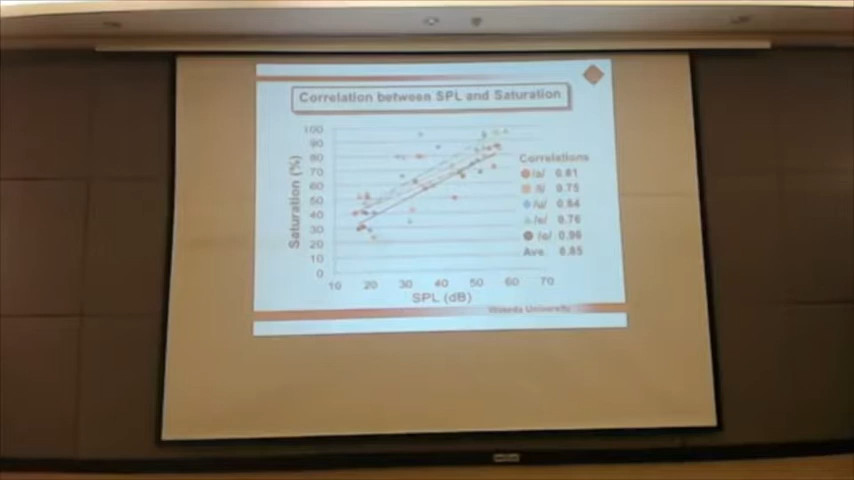 Correlation between SPL and Saturation
100
90
80
70
60
50
40
30
20
10
0
Saturation (%)
10 20 30 40 50 60 70
SPL (dB)
Correlations
/a/ 0.81
/i/ 0.75
/u/ 0.84
/e/ 0.76
/o/ 0.96
Ave. 0.85
Waseda University